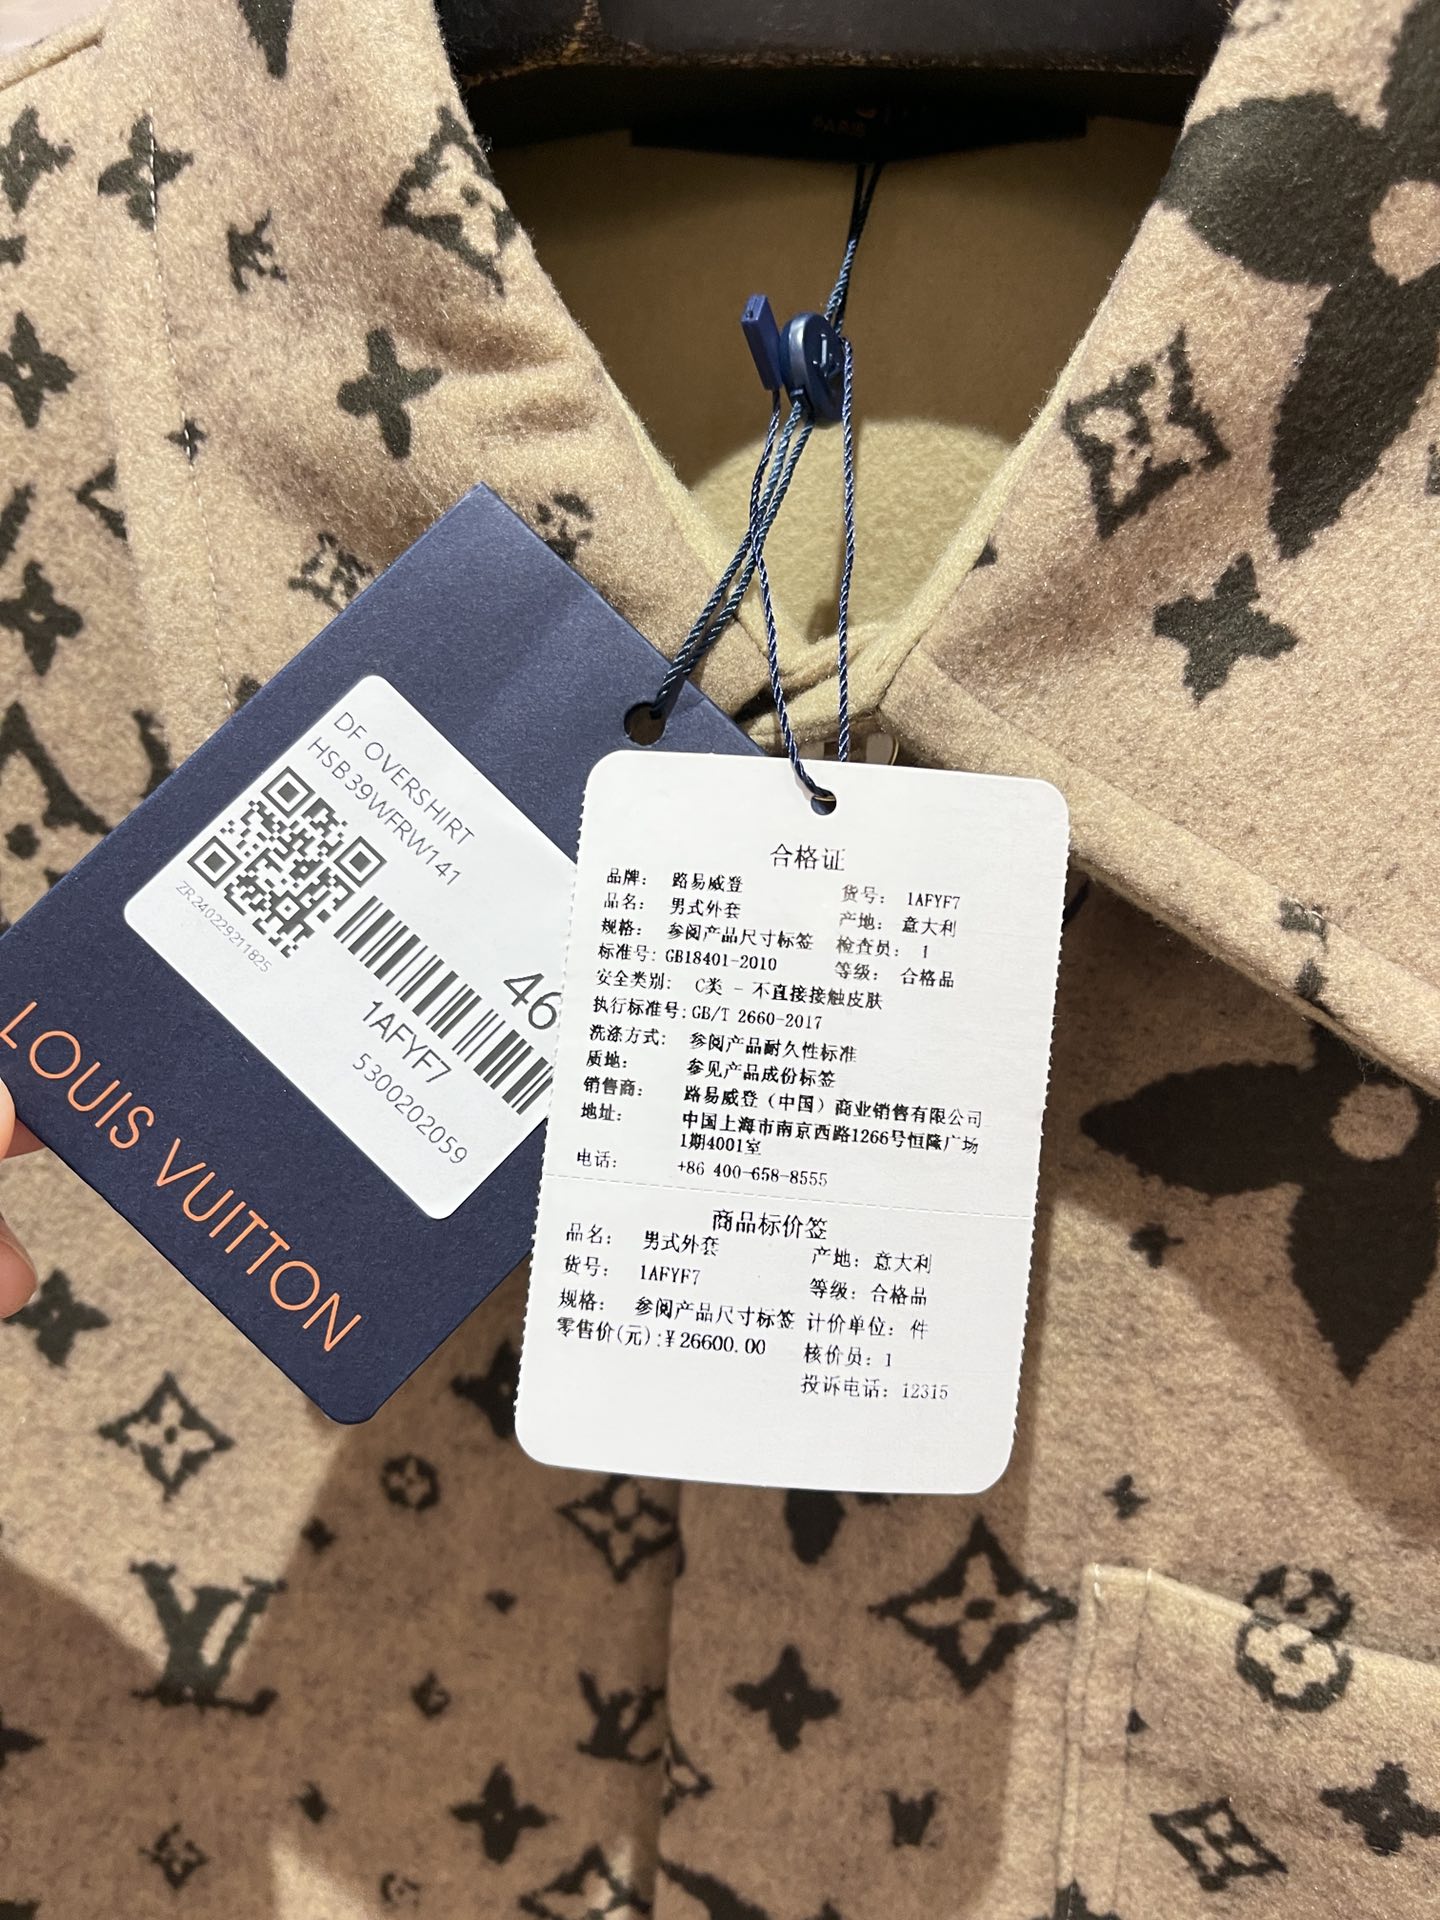 PARIS
DF OVERSHIRT
HSB39WFRW141
ZR240229211825
46
1AFYF7
5300202059
LOUIS VUITTON
合格证
品牌: 路易威登 货号: 1AFYF7
品名: 男式外套 产地: 意大利
规格: 参阅产品尺寸标签 检查员: 1
标准号: GB18401-2010 等级: 合格品
安全类别: C类 - 不直接接触皮肤
执行标准号: GB/T 2660-2017
洗涤方式: 参阅产品耐久性标准
质地: 参见产品成份标签
销售商: 路易威登（中国）商业销售有限公司
地址: 中国上海市南京西路1266号恒隆广场
1期4001室
电话: +86 400-658-8555
商品标价签
品名: 男式外套 产地: 意大利
货号: 1AFYF7 等级: 合格品
规格: 参阅产品尺寸标签 计价单位: 件
零售价(元):¥26600.00 核价员: 1
投诉电话: 12315